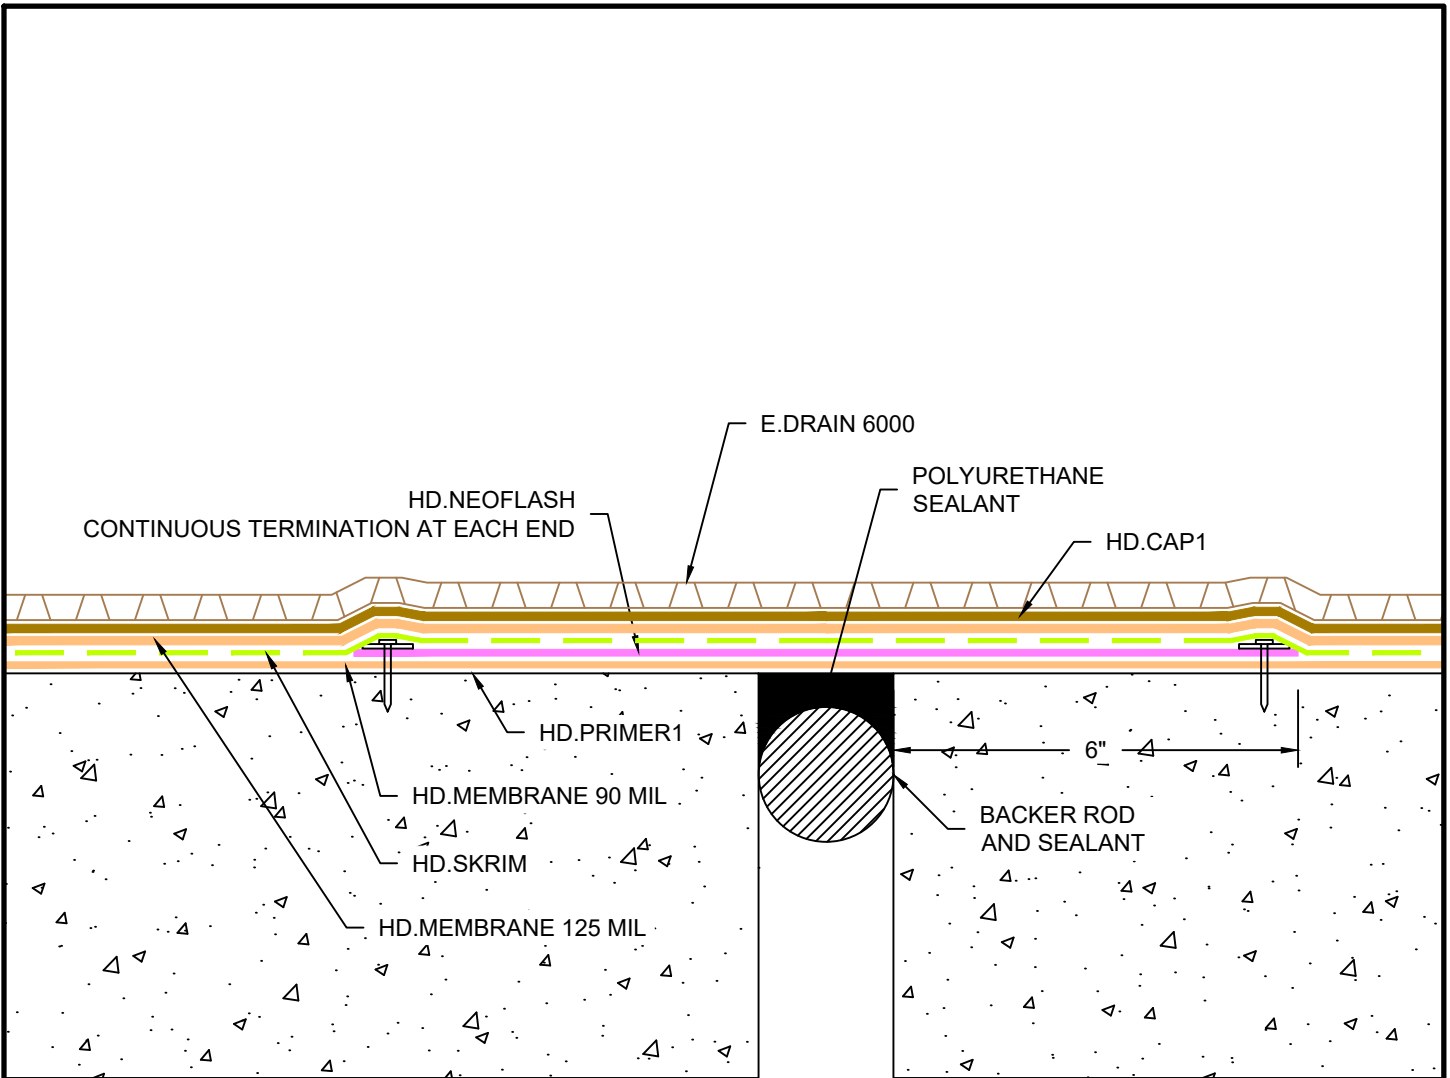 E.DRAIN 6000
POLYURETHANE
SEALANT
HD.NEOFLASH
CONTINUOUS TERMINATION AT EACH END
HD.CAP1
HD.PRIMER1
6"
HD.MEMBRANE 90 MIL
BACKER ROD
AND SEALANT
HD.SKRIM
HD.MEMBRANE 125 MIL